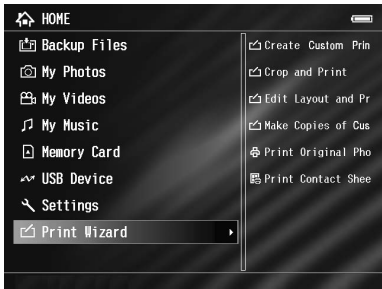 HOME
Backup Files
My Photos
My Videos
My Music
Memory Card
USB Device
Settings
Print Wizard
Create Custom Prin
Crop and Print
Edit Layout and Pr
Make Copies of Cus
Print Original Pho
Print Contact Shee